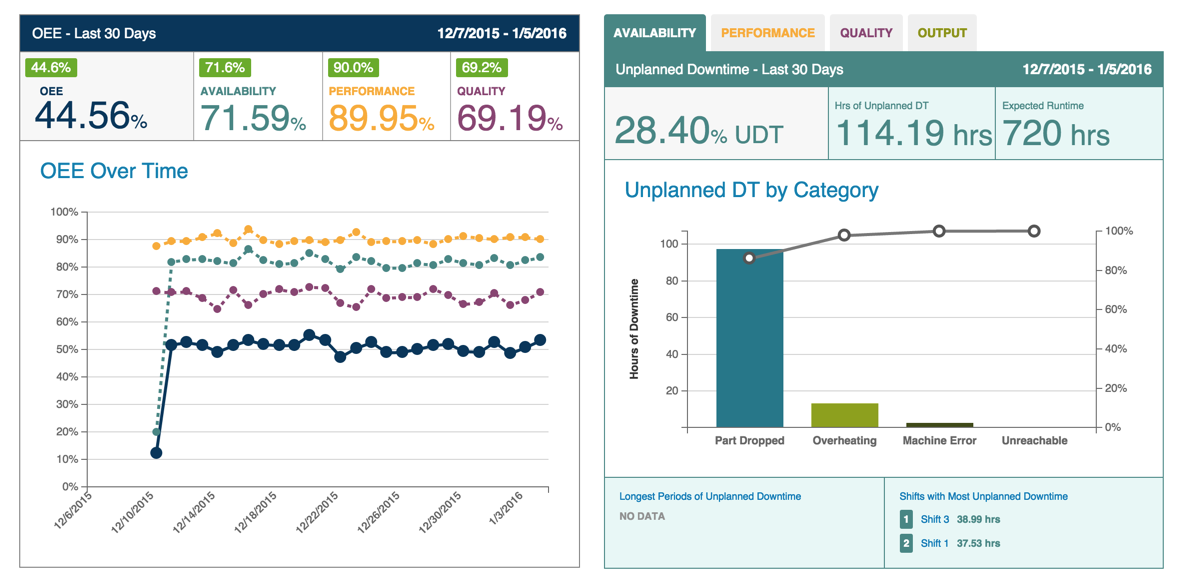 OEE - Last 30 Days 12/7/2015 - 1/5/2016
44.6% 71.6% 90.0% 69.2%
OEE AVAILABILITY PERFORMANCE QUALITY
44.56% 71.59% 89.95% 69.19%
OEE Over Time
100%
90%
80%
70%
60%
50%
40%
30%
20%
10%
0%
12/6/2015 12/10/2015 12/14/2015 12/18/2015 12/22/2015 12/26/2015 12/30/2015 1/3/2016
AVAILABILITY PERFORMANCE QUALITY OUTPUT
Unplanned Downtime - Last 30 Days 12/7/2015 - 1/5/2016
Hrs of Unplanned DT Expected Runtime
28.40% UDT 114.19 hrs 720 hrs
Unplanned DT by Category
Hours of Downtime
100
80
60
40
20
100%
80%
60%
40%
20%
0%
Part Dropped Overheating Machine Error Unreachable
Longest Periods of Unplanned Downtime
NO DATA
Shifts with Most Unplanned Downtime
1 Shift 3 38.99 hrs
2 Shift 1 37.53 hrs